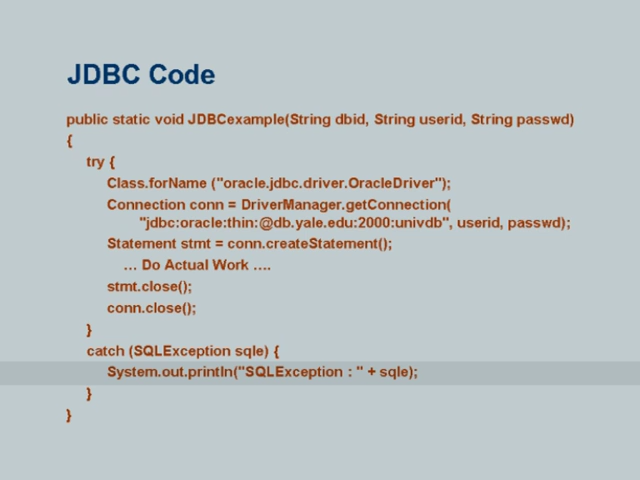 JDBC Code
public static void JDBCexample(String dbid, String userid, String passwd)
{
try {
Class.forName ("oracle.jdbc.driver.OracleDriver");
Connection conn = DriverManager.getConnection(
"jdbc:oracle:thin:@db.yale.edu:2000:univdb", userid, passwd);
Statement stmt = conn.createStatement();
… Do Actual Work ….
stmt.close();
conn.close();
}
catch (SQLException sqle) {
System.out.println("SQLException : " + sqle);
}
}